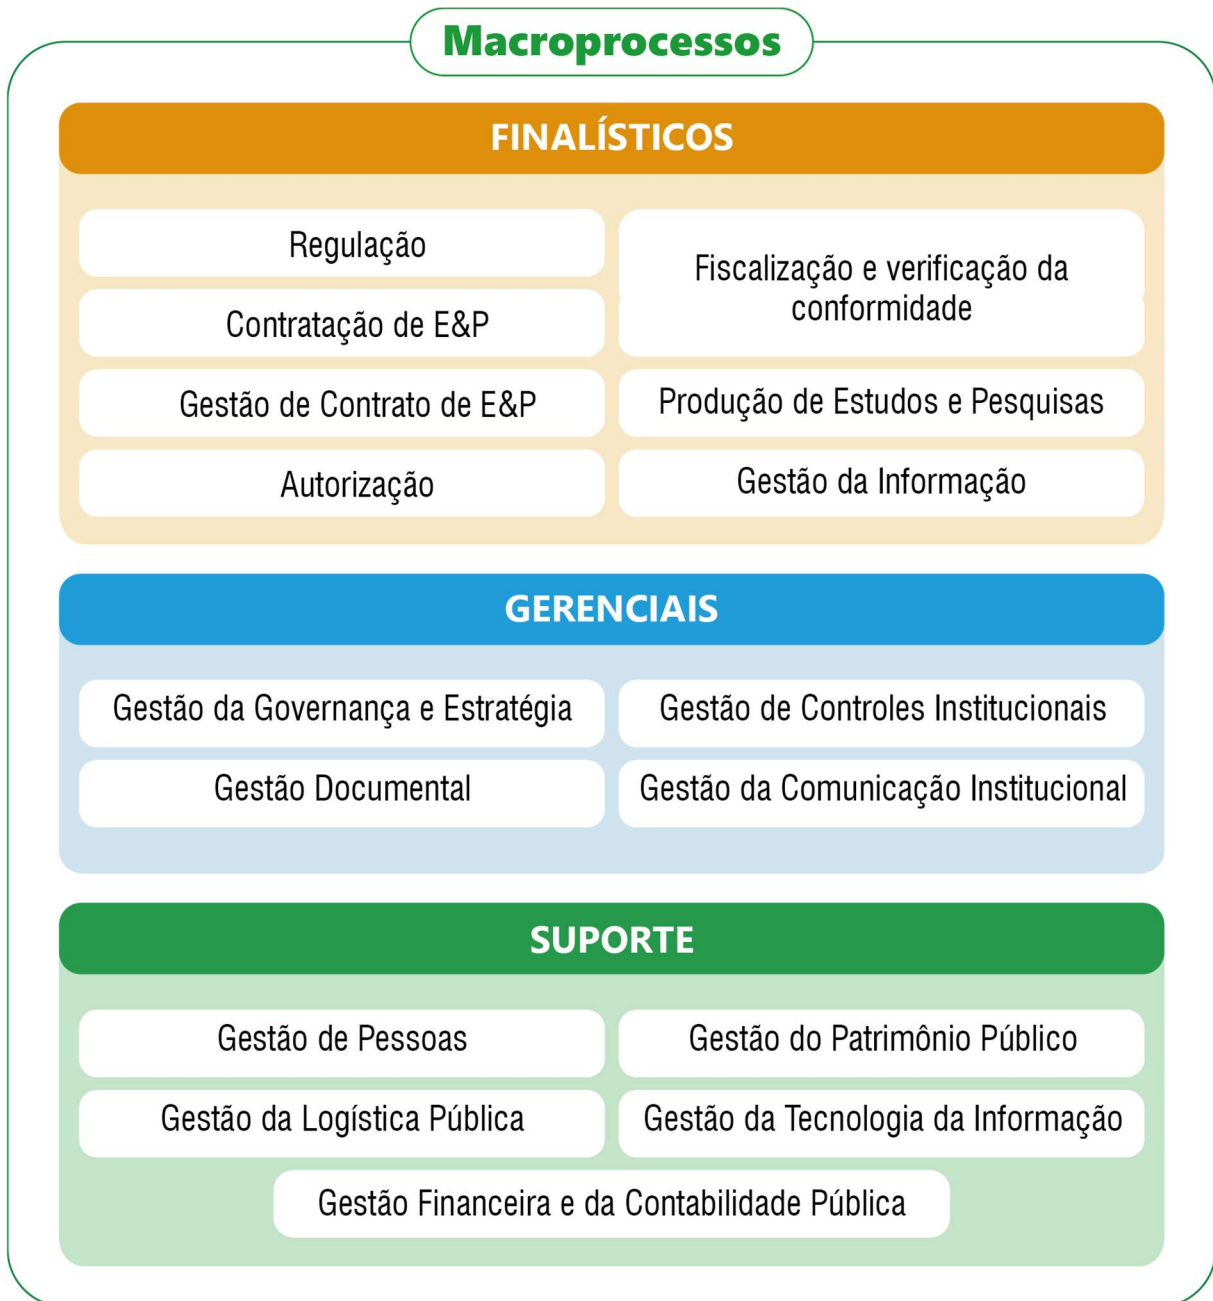 Macroprocessos
FINALÍSTICOS
Regulação
Contratação de E&P
Gestão de Contrato de E&P
Autorização
Fiscalização e verificação da
conformidade
Produção de Estudos e Pesquisas
Gestão da Informação
GERENCIAIS
Gestão da Governança e Estratégia
Gestão de Controles Institucionais
Gestão Documental
Gestão da Comunicação Institucional
SUPORTE
Gestão de Pessoas
Gestão do Patrimônio Público
Gestão da Logística Pública
Gestão da Tecnologia da Informação
Gestão Financeira e da Contabilidade Pública